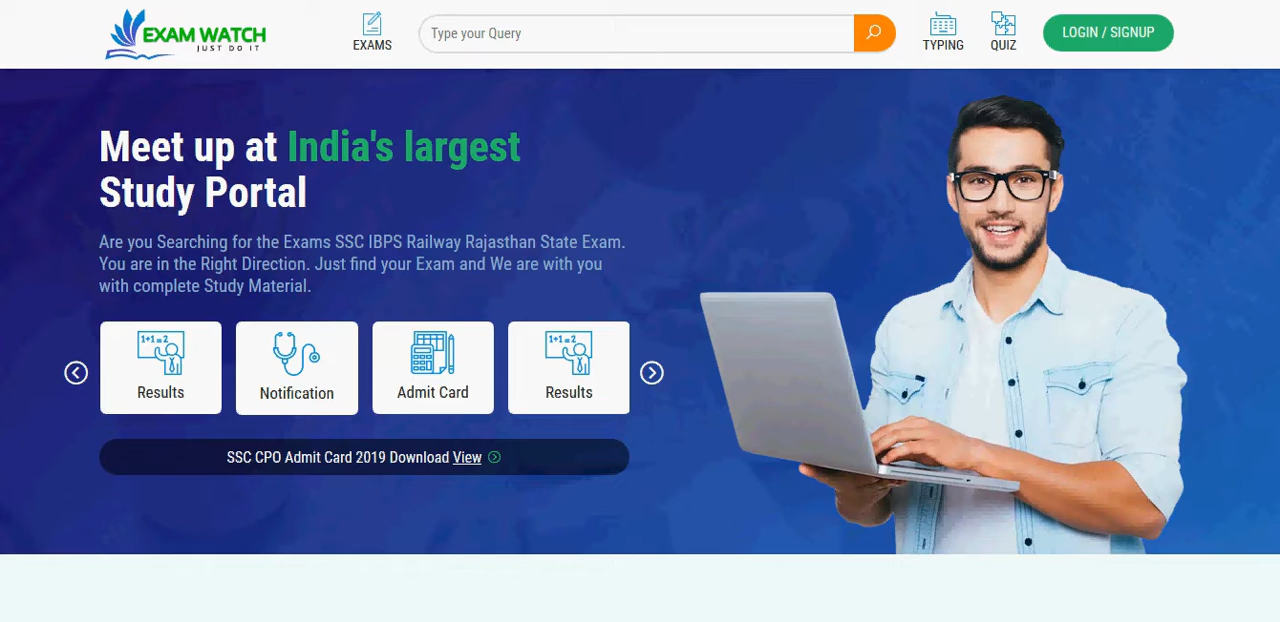 EXAM WATCH
JUST DO IT
EXAMS
Type your Query
TYPING
QUIZ
LOGIN / SIGNUP
Meet up at India's largest
Study Portal
Are you Searching for the Exams SSC IBPS Railway Rajasthan State Exam.
You are in the Right Direction. Just find your Exam and We are with you
with complete Study Material.
1+1=2
Results
Notification
Admit Card
1+1=2
Results
SSC CPO Admit Card 2019 Download View